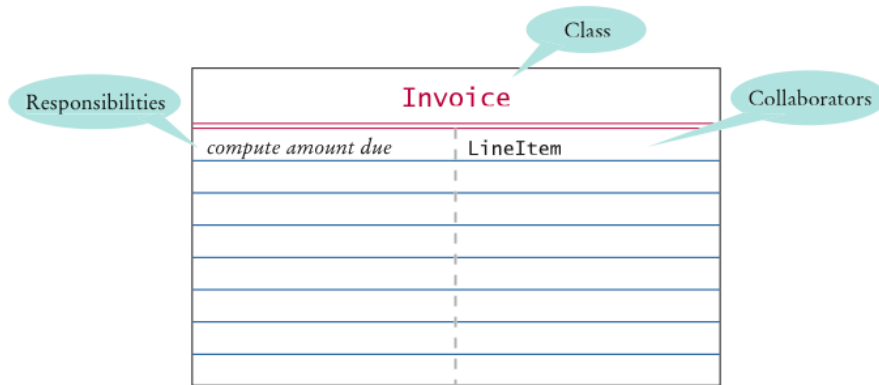 Class
Invoice
Responsibilities
Collaborators
compute amount due
LineItem